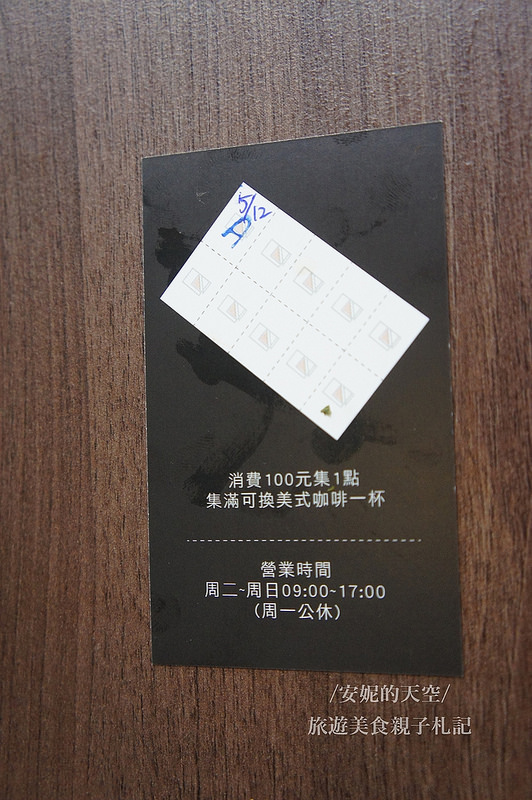 5/12
消費100元集1點
集滿可換美式咖啡一杯
營業時間
周二~周日09:00~17:00
(周一公休)
/安妮的天空/
旅遊美食親子札記